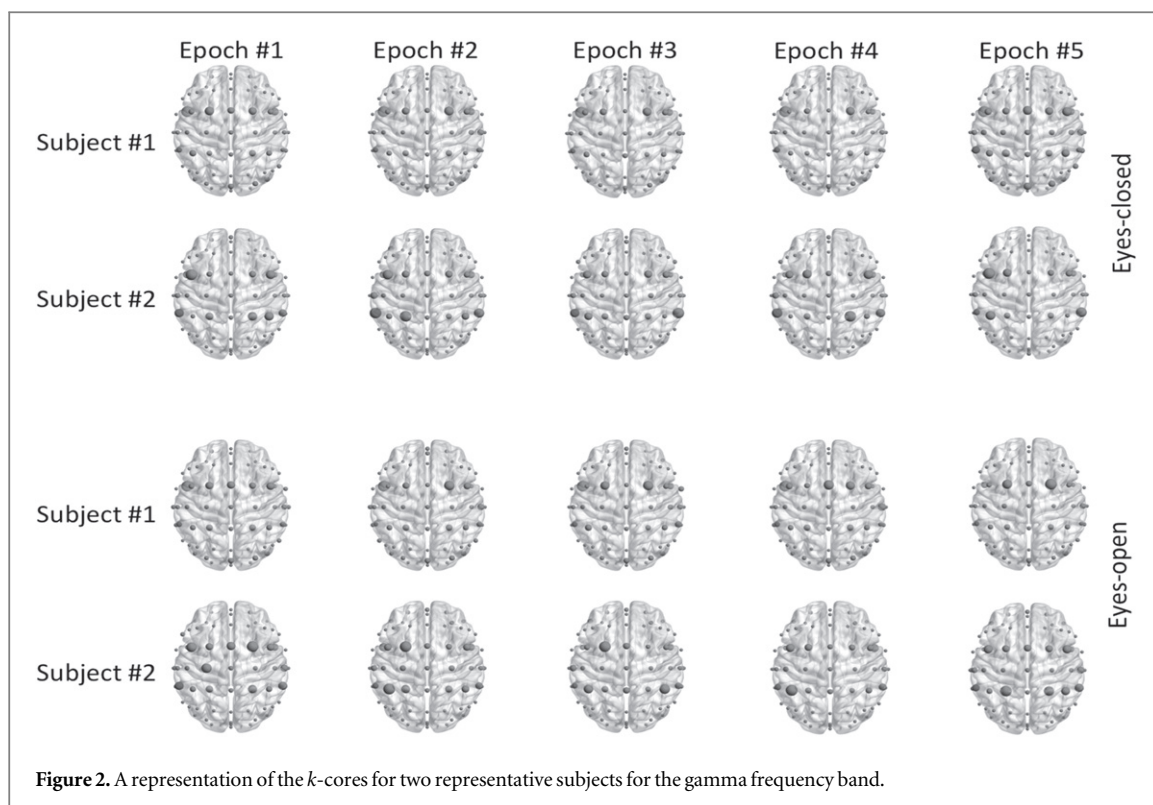 Epoch #1 Epoch #2 Epoch #3 Epoch #4 Epoch #5
Subject #1
Subject #2
Eyes-closed
Subject #1
Subject #2
Eyes-open
Figure 2. A representation of the k-cores for two representative subjects for the gamma frequency band.